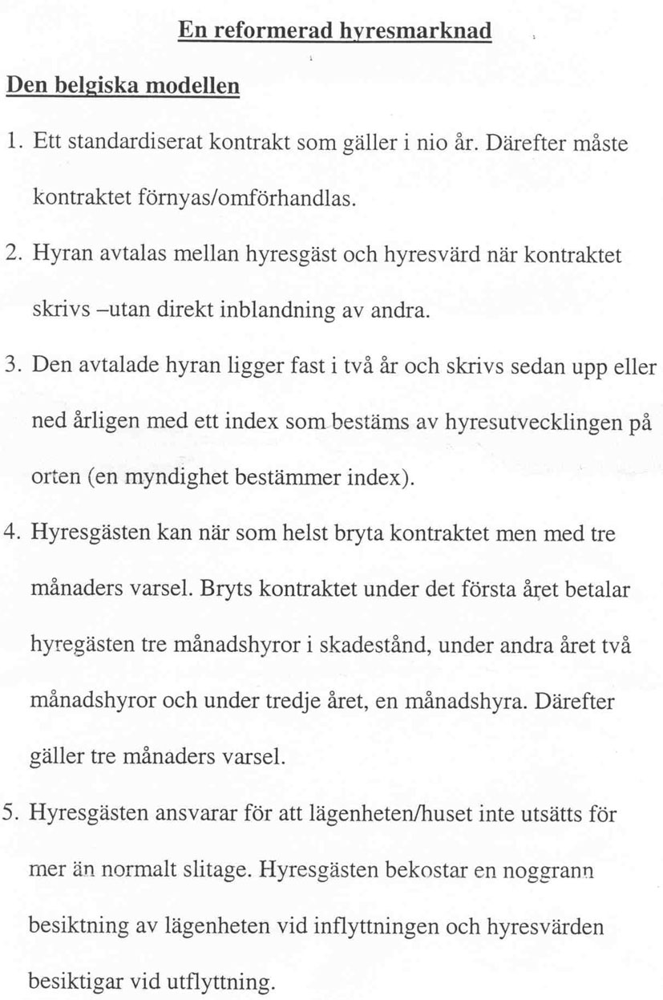 En reformerad hyresmarknad
Den belgiska modellen
1. Ett standardiserat kontrakt som gäller i nio år. Därefter måste
kontraktet förnyas/omförhandlas.
2. Hyran avtalas mellan hyresgäst och hyresvärd när kontraktet
skrivs –utan direkt inblandning av andra.
3. Den avtalade hyran ligger fast i två år och skrivs sedan upp eller
ned årligen med ett index som bestäms av hyresutvecklingen på
orten (en myndighet bestämmer index).
4. Hyresgästen kan när som helst bryta kontraktet men med tre
månaders varsel. Bryts kontraktet under det första året betalar
hyregästen tre månadshyror i skadestånd, under andra året två
månadshyror och under tredje året, en månadshyra. Därefter
gäller tre månaders varsel.
5. Hyresgästen ansvarar för att lägenheten/huset inte utsätts för
mer än normalt slitage. Hyresgästen bekostar en noggrann
besiktning av lägenheten vid inflyttningen och hyresvärden
besiktigar vid utflyttning.